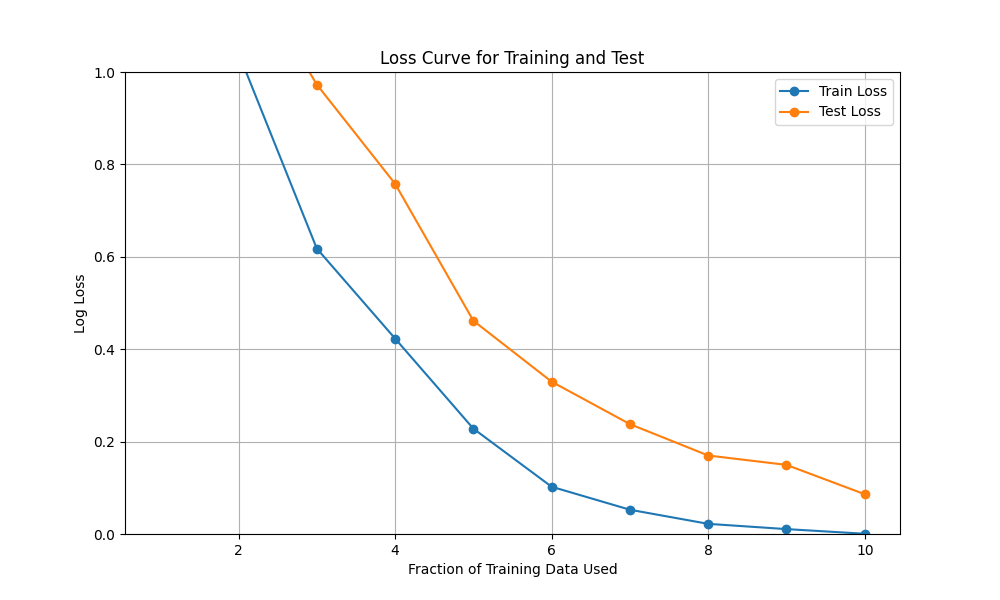 Loss Curve for Training and Test
1.0
0.8
0.6
0.4
0.2
0.0
Log Loss
Train Loss
Test Loss
2 4 6 8 10
Fraction of Training Data Used